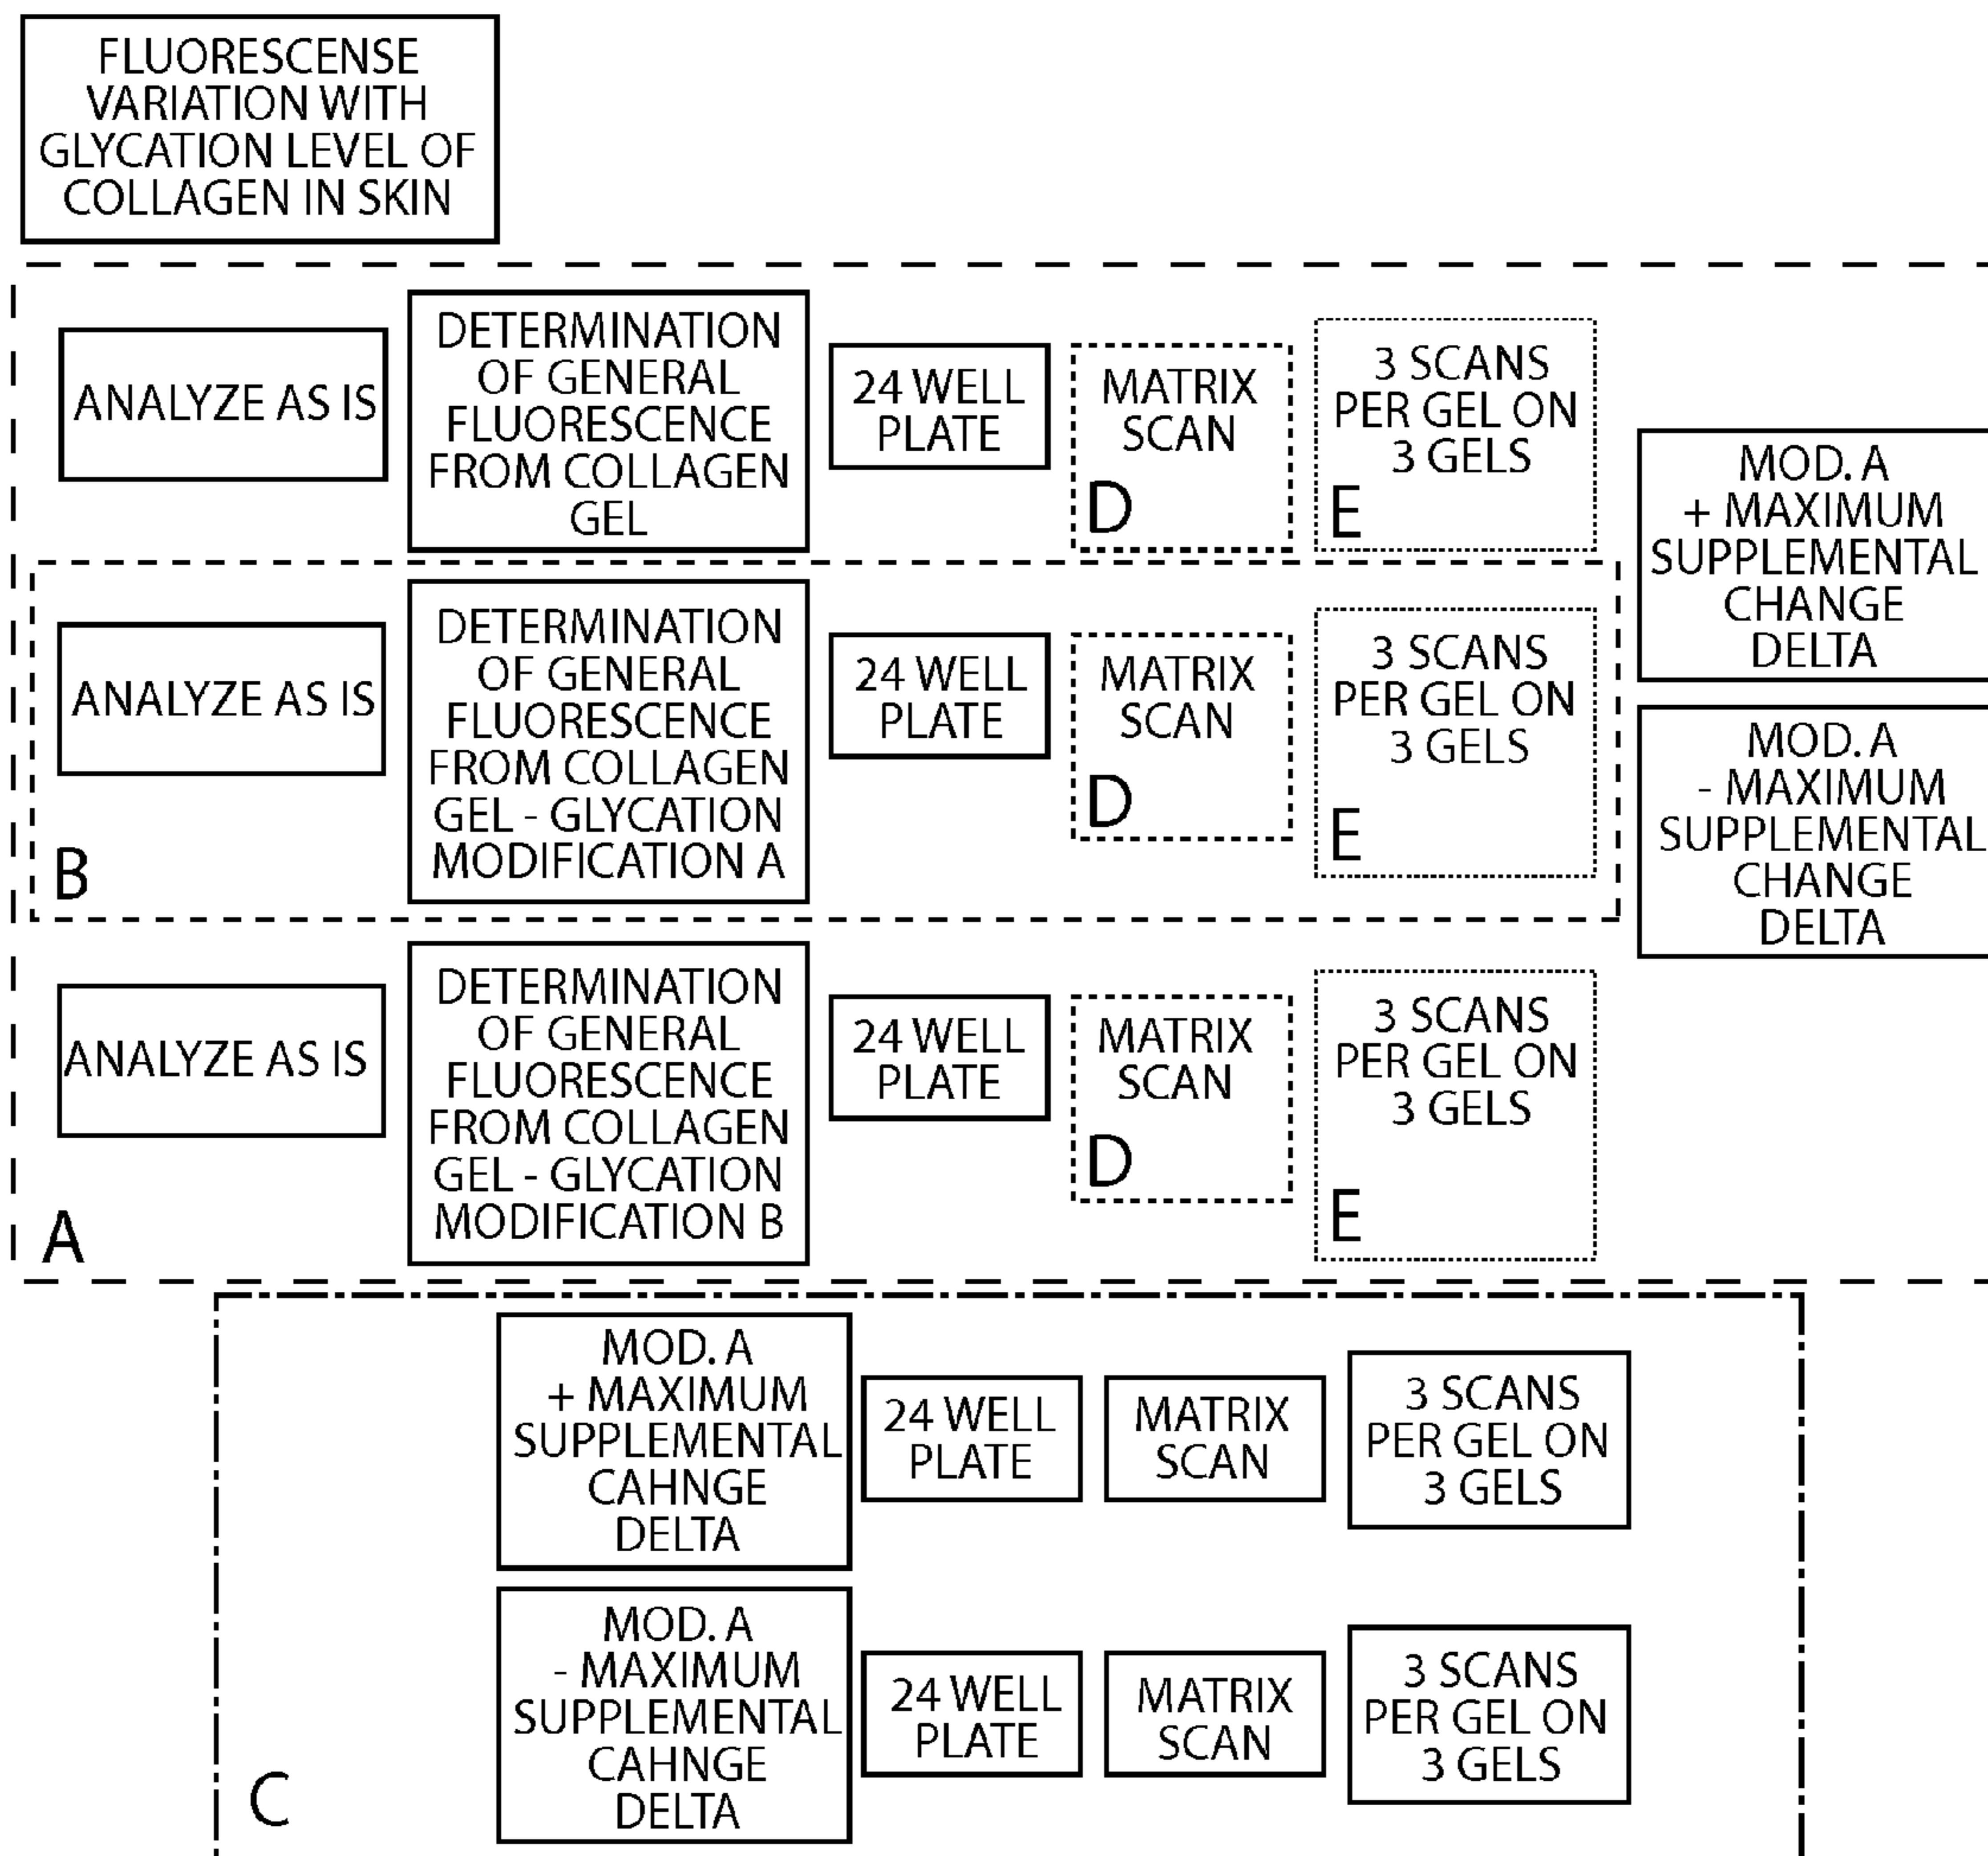 FLUORESCENSE
VARIATION WITH
GLYCATION LEVEL OF
COLLAGEN IN SKIN
ANALYZE AS IS
DETERMINATION
OF GENERAL
FLUORESCENCE
FROM COLLAGEN
GEL
24 WELL
PLATE
MATRIX
SCAN
D
3 SCANS
PER GEL ON
3 GELS
E
MOD. A
+ MAXIMUM
SUPPLEMENTAL
CHANGE
DELTA
ANALYZE AS IS
B
DETERMINATION
OF GENERAL
FLUORESCENCE
FROM COLLAGEN
GEL - GLYCATION
MODIFICATION A
24 WELL
PLATE
MATRIX
SCAN
D
3 SCANS
PER GEL ON
3 GELS
E
MOD. A
- MAXIMUM
SUPPLEMENTAL
CHANGE
DELTA
ANALYZE AS IS
A
DETERMINATION
OF GENERAL
FLUORESCENCE
FROM COLLAGEN
GEL - GLYCATION
MODIFICATION B
24 WELL
PLATE
MATRIX
SCAN
D
3 SCANS
PER GEL ON
3 GELS
E
MOD. A
+ MAXIMUM
SUPPLEMENTAL
CAHNGE
DELTA
24 WELL
PLATE
MATRIX
SCAN
3 SCANS
PER GEL ON
3 GELS
C
MOD. A
- MAXIMUM
SUPPLEMENTAL
CAHNGE
DELTA
24 WELL
PLATE
MATRIX
SCAN
3 SCANS
PER GEL ON
3 GELS